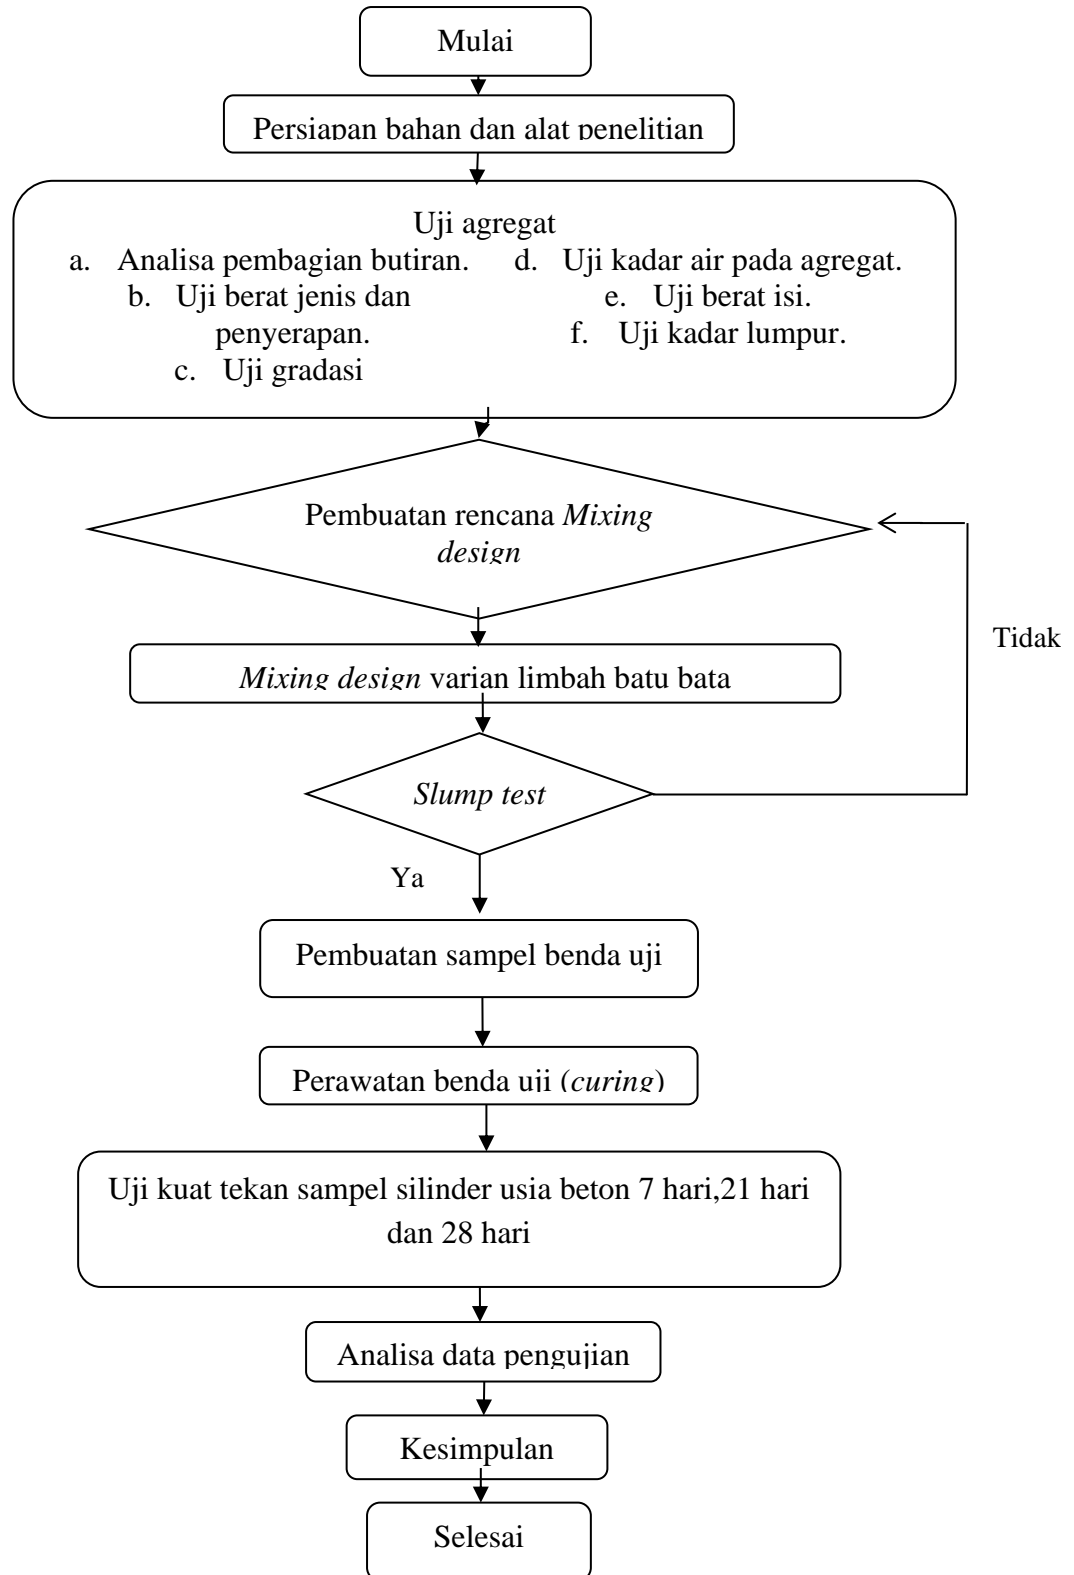 Mulai
Persiapan bahan dan alat penelitian
Uji agregat
a. Analisa pembagian butiran.
b. Uji berat jenis dan
penyerapan.
c. Uji gradasi
d. Uji kadar air pada agregat.
e. Uji berat isi.
f. Uji kadar lumpur.
Pembuatan rencana Mixing
design
Tidak
Mixing design varian limbah batu bata
Slump test
Ya
Pembuatan sampel benda uji
Perawatan benda uji (curing)
Uji kuat tekan sampel silinder usia beton 7 hari,21 hari
dan 28 hari
Analisa data pengujian
Kesimpulan
Selesai